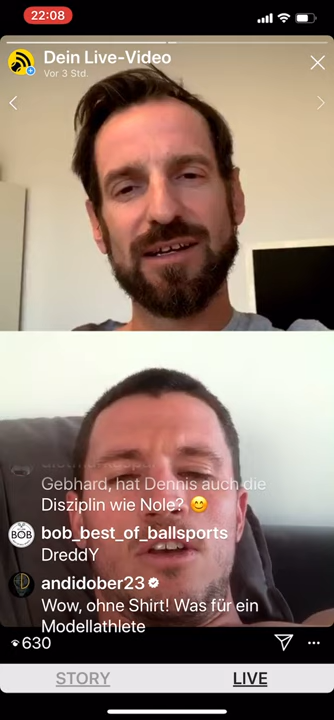 22:08
Dein Live-Video
Vor 3 Std.
Gebhard, hat Dennis auch die
Disziplin wie Nole? 😊
BOB
bob_best_of_ballsports
DreddY
andidober23
Wow, ohne Shirt! Was für ein
Modellathlete
630
STORY
LIVE